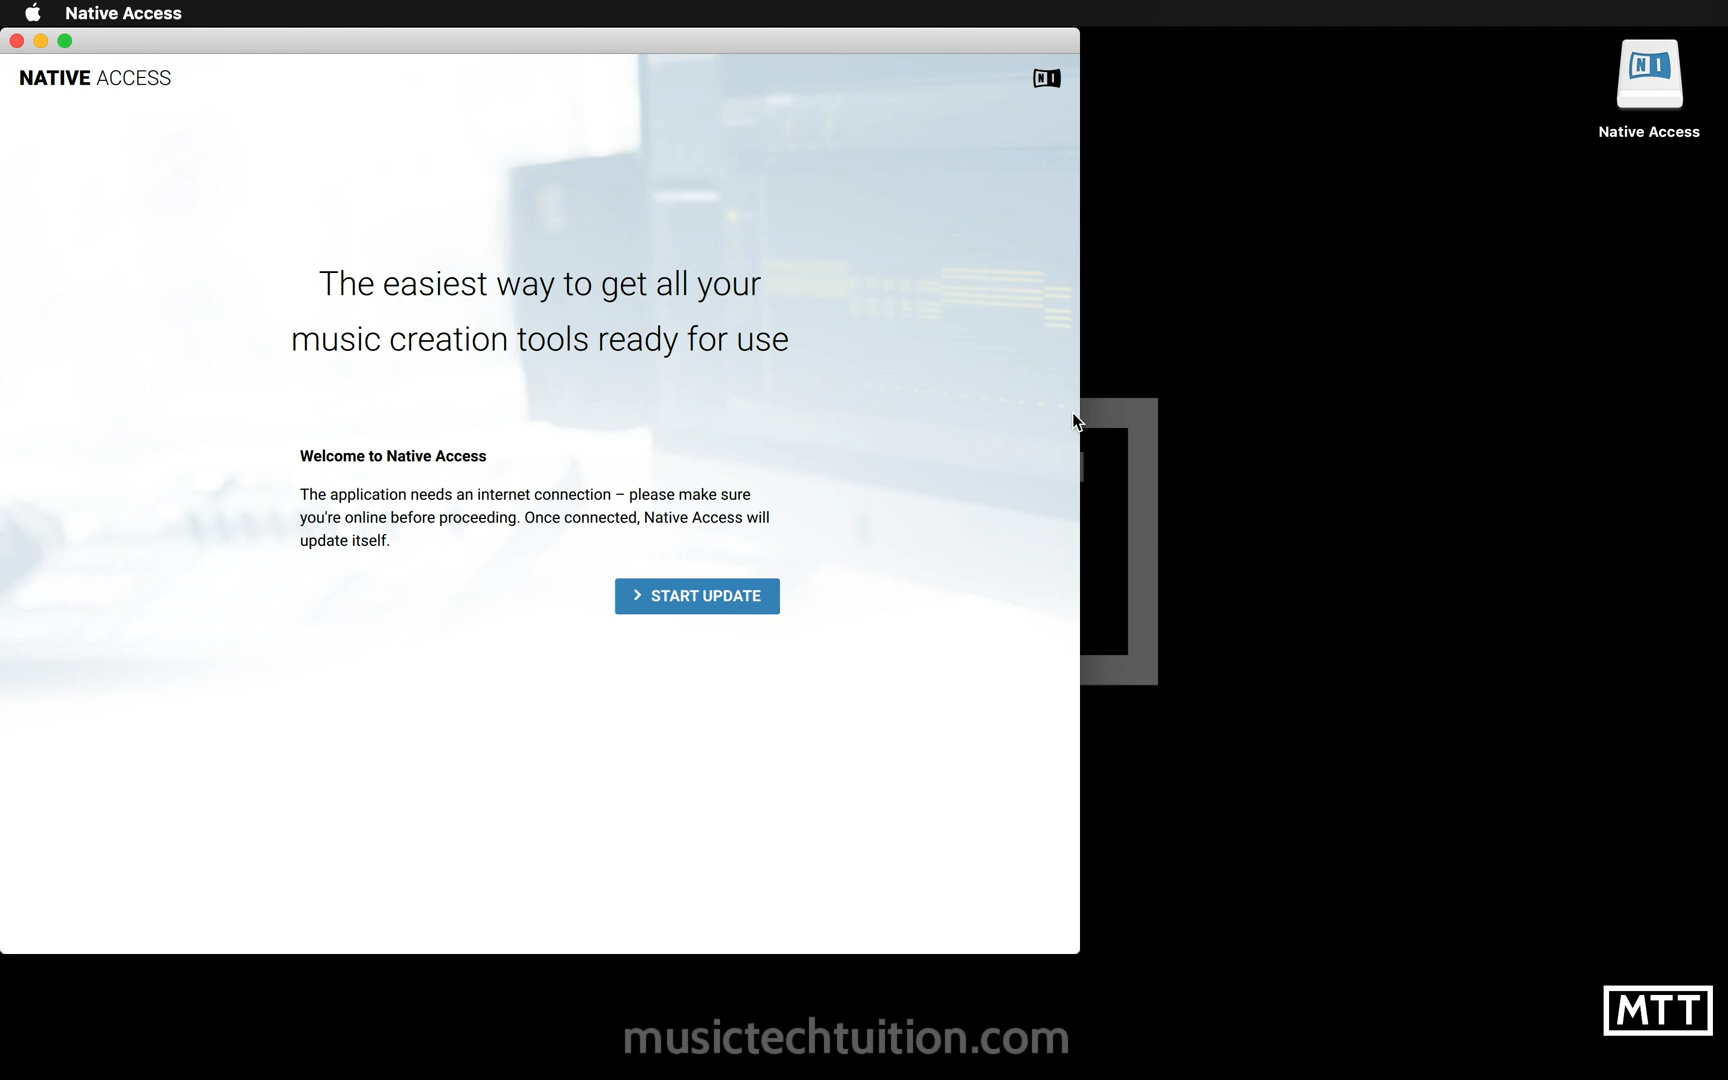 Native Access
NATIVE ACCESS
NI
NI
Native Access
The easiest way to get all your
music creation tools ready for use
Welcome to Native Access
The application needs an internet connection – please make sure
you're online before proceeding. Once connected, Native Access will
update itself.
START UPDATE
MTT
musictechtuition.com